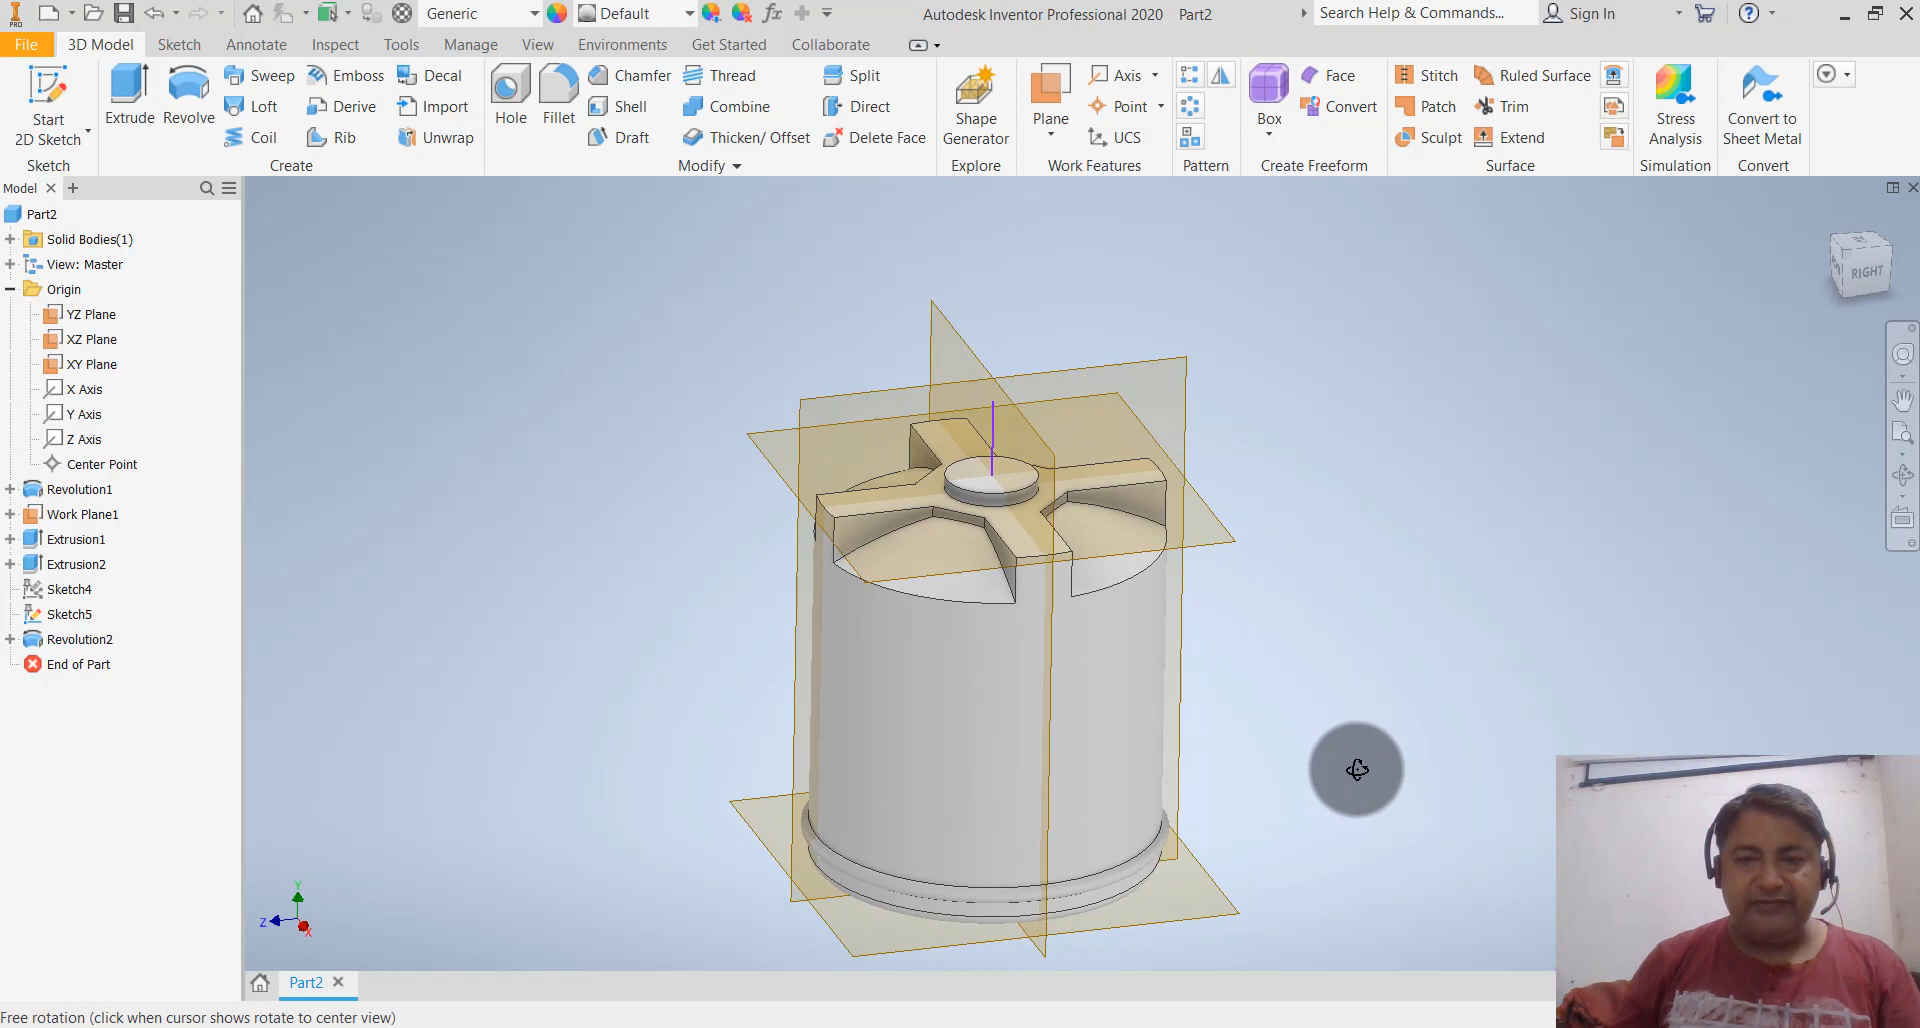 PRO
Generic
Default
fx
Autodesk Inventor Professional 2020 Part2
Search Help & Commands...
Sign In
File
3D Model
Sketch
Annotate
Inspect
Tools
Manage
View
Environments
Get Started
Collaborate
Start
2D Sketch
Sketch
Extrude
Revolve
Sweep
Loft
Coil
Emboss
Derive
Rib
Decal
Import
Unwrap
Create
Hole
Fillet
Chamfer
Shell
Draft
Thread
Combine
Thicken/ Offset
Split
Direct
Delete Face
Modify
Shape
Generator
Explore
Plane
Axis
Point
UCS
Work Features
Pattern
Box
Face
Convert
Create Freeform
Stitch
Patch
Sculpt
Ruled Surface
Trim
Extend
Surface
Stress
Analysis
Simulation
Convert to
Sheet Metal
Convert
Model
Part2
Solid Bodies(1)
View: Master
Origin
YZ Plane
XZ Plane
XY Plane
X Axis
Y Axis
Z Axis
Center Point
Revolution1
Work Plane1
Extrusion1
Extrusion2
Sketch4
Sketch5
Revolution2
End of Part
RIGHT
Y
Z
X
Part2
Free rotation (click when cursor shows rotate to center view)